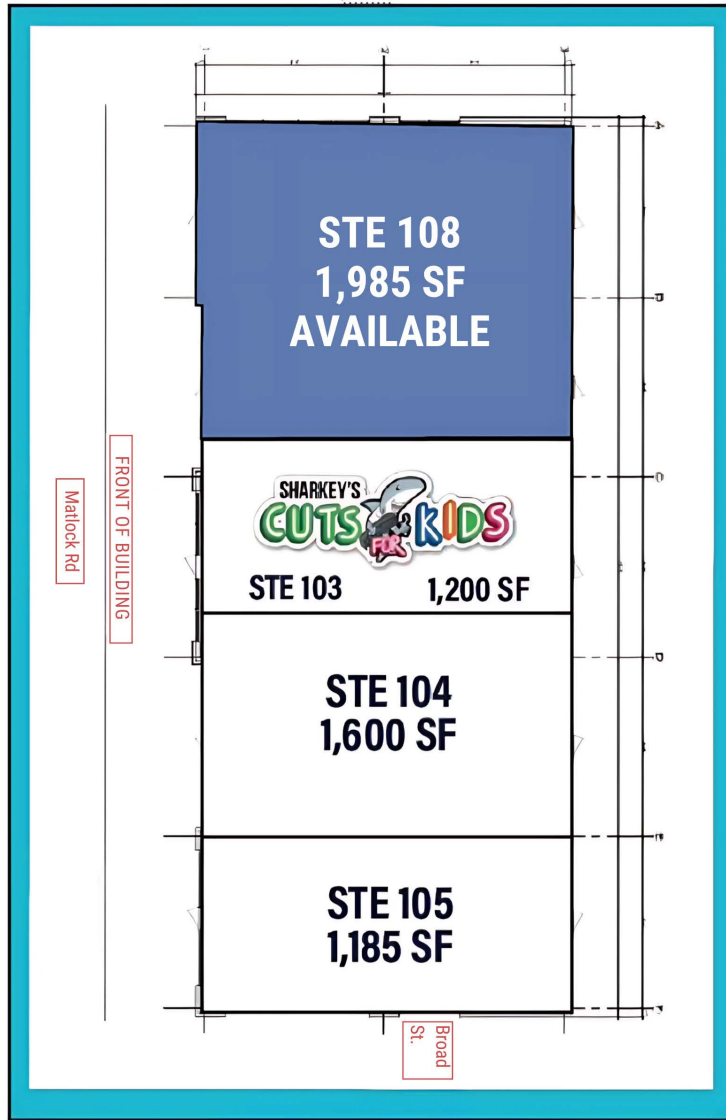 STE 108
1,985 SF
AVAILABLE
SHARKEY'S
CUTS FOR KIDS
STE 103
1,200 SF
FRONT OF BUILDING
Matlock Rd
STE 104
1,600 SF
STE 105
1,185 SF
Broad
St.